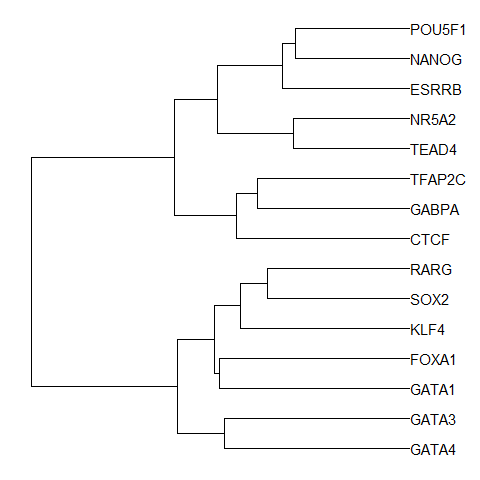 POU5F1
NANOG
ESRRB
NR5A2
TEAD4
TFAP2C
GABPA
CTCF
RARG
SOX2
KLF4
FOXA1
GATA1
GATA3
GATA4